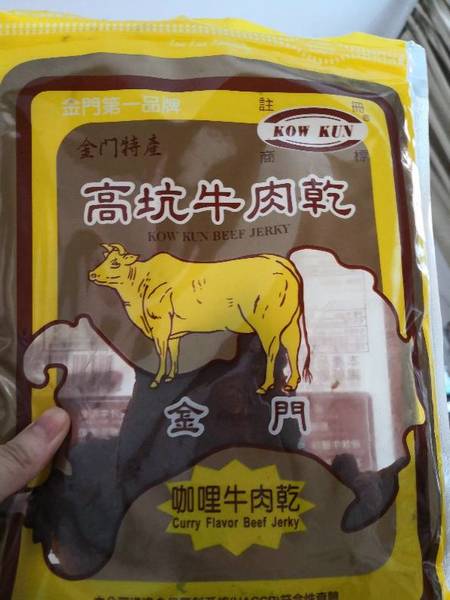 金門第一品牌
註冊
KOW KUN®
商標
金门特產
高坑牛肉乾
KOW KUN BEEF JERKY
金門
咖哩牛肉乾
Curry Flavor Beef Jerky